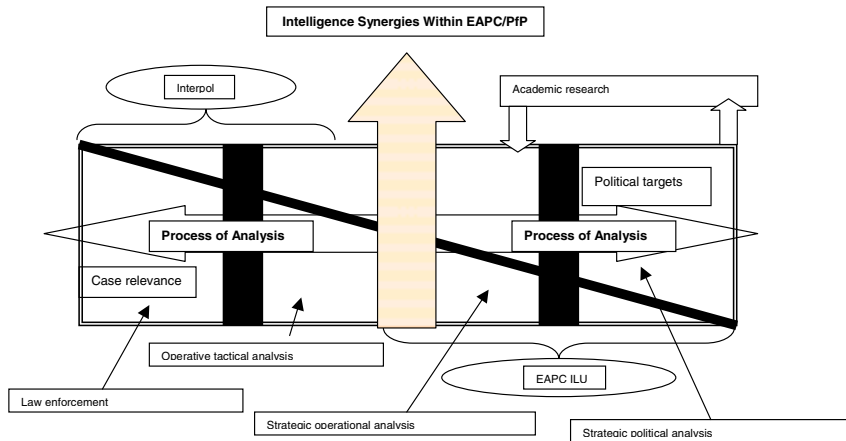 Intelligence Synergies Within EAPC/PfP
Interpol
Academic research
Political targets
Process of Analysis
Process of Analysis
Case relevance
Operative tactical analysis
EAPC ILU
Law enforcement
Strategic operational analysis
Strategic political analysis